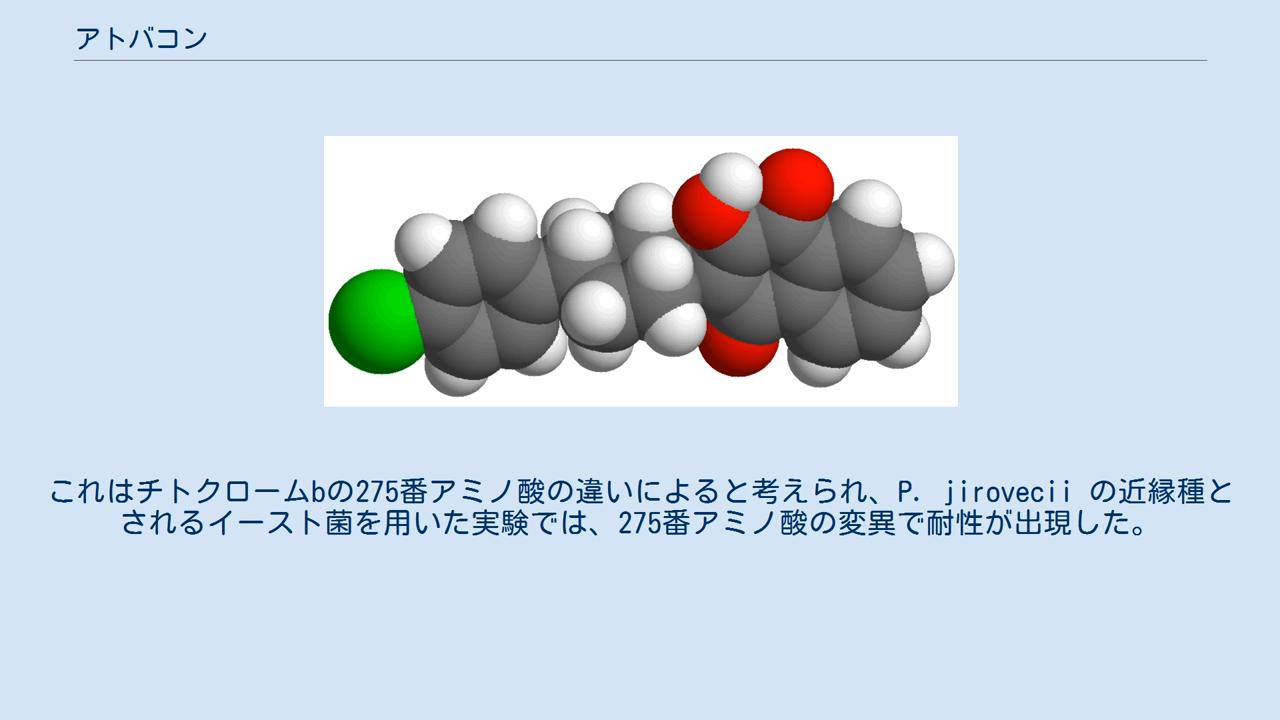 アトバコン
これはチトクロームbの275番アミノ酸の違いによると考えられ、P. jirovecii の近縁種と
されるイースト菌を用いた実験では、275番アミノ酸の変異で耐性が出現した。